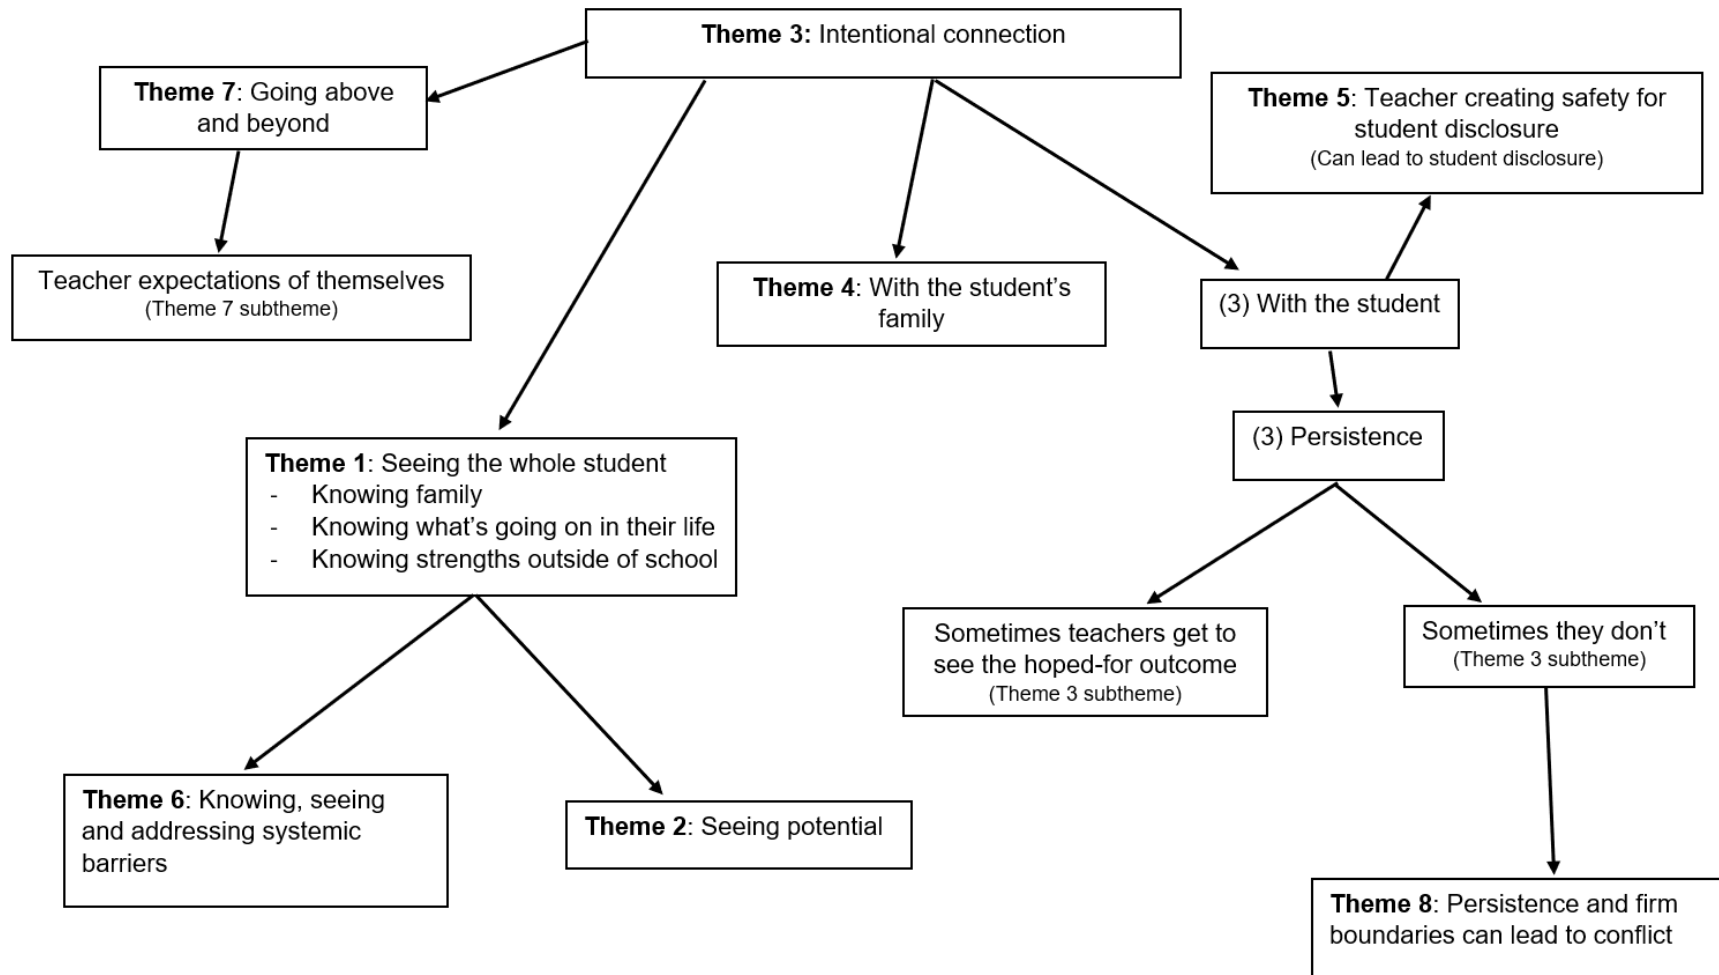 Theme 3: Intentional connection
Theme 7: Going above
and beyond
Theme 5: Teacher creating safety for
student disclosure
(Can lead to student disclosure)
Teacher expectations of themselves
(Theme 7 subtheme)
Theme 4: With the student’s
family
(3) With the student
(3) Persistence
Theme 1: Seeing the whole student
- Knowing family
- Knowing what’s going on in their life
- Knowing strengths outside of school
Sometimes teachers get to
see the hoped-for outcome
(Theme 3 subtheme)
Sometimes they don’t
(Theme 3 subtheme)
Theme 6: Knowing, seeing
and addressing systemic
barriers
Theme 2: Seeing potential
Theme 8: Persistence and firm
boundaries can lead to conflict